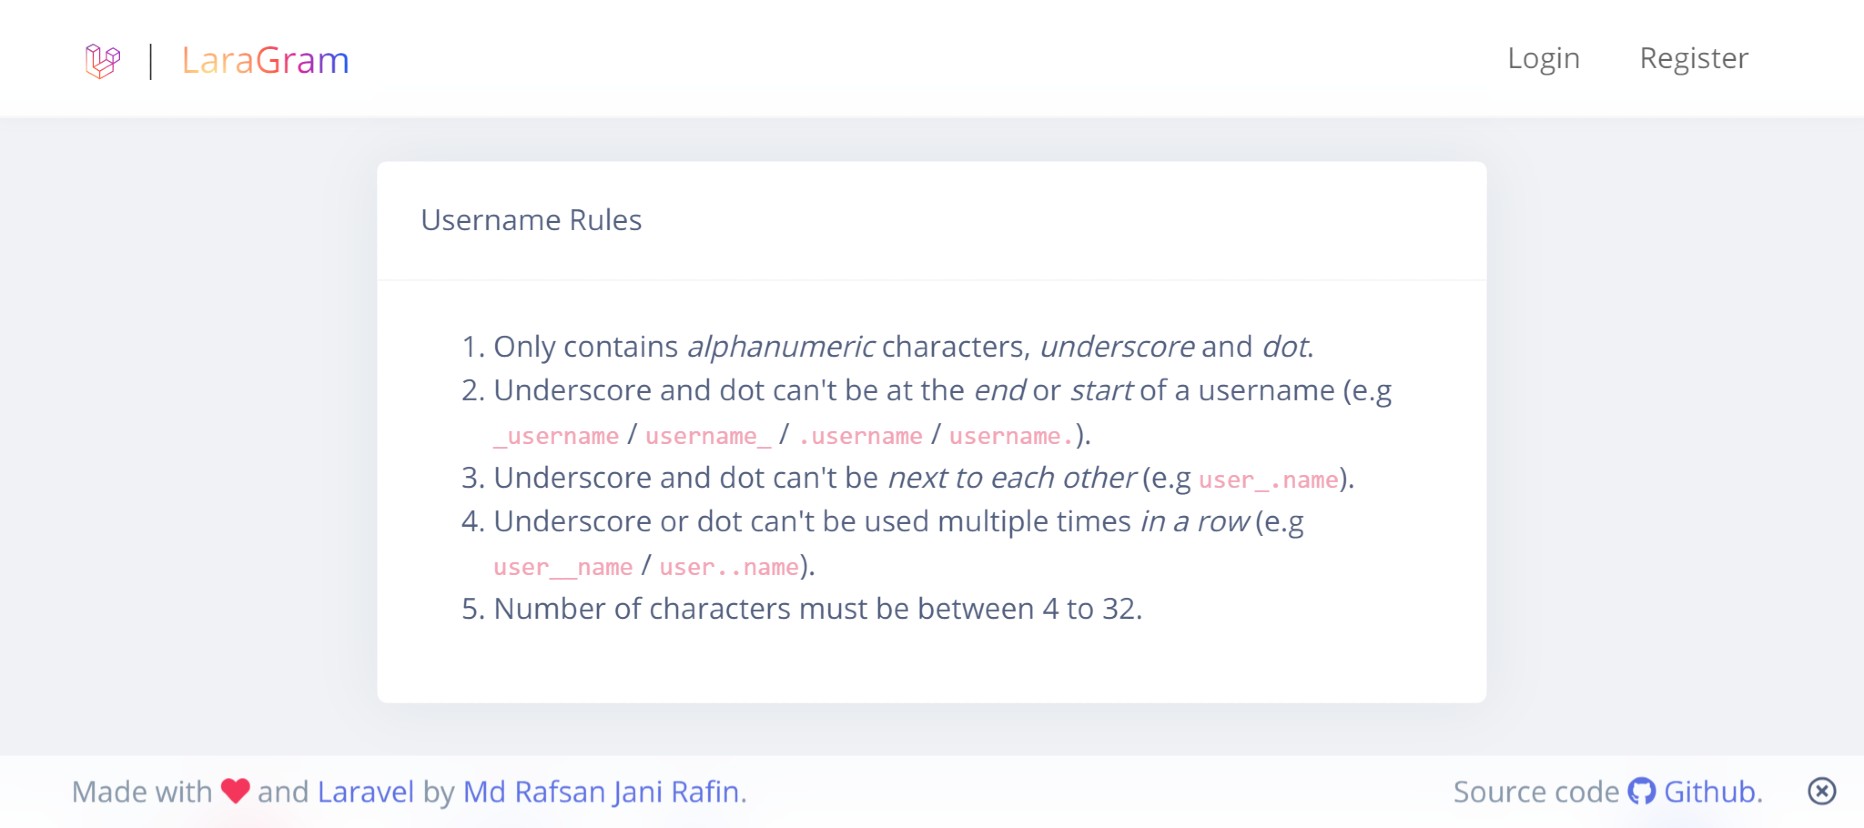 LaraGram
Login
Register
Username Rules
1. Only contains alphanumeric characters, underscore and dot.
2. Underscore and dot can't be at the end or start of a username (e.g
_username / username_ / .username / username.).
3. Underscore and dot can't be next to each other (e.g user_.name).
4. Underscore or dot can't be used multiple times in a row (e.g
user__name / user..name).
5. Number of characters must be between 4 to 32.
Made with and Laravel by Md Rafsan Jani Rafin.
Source code Github.